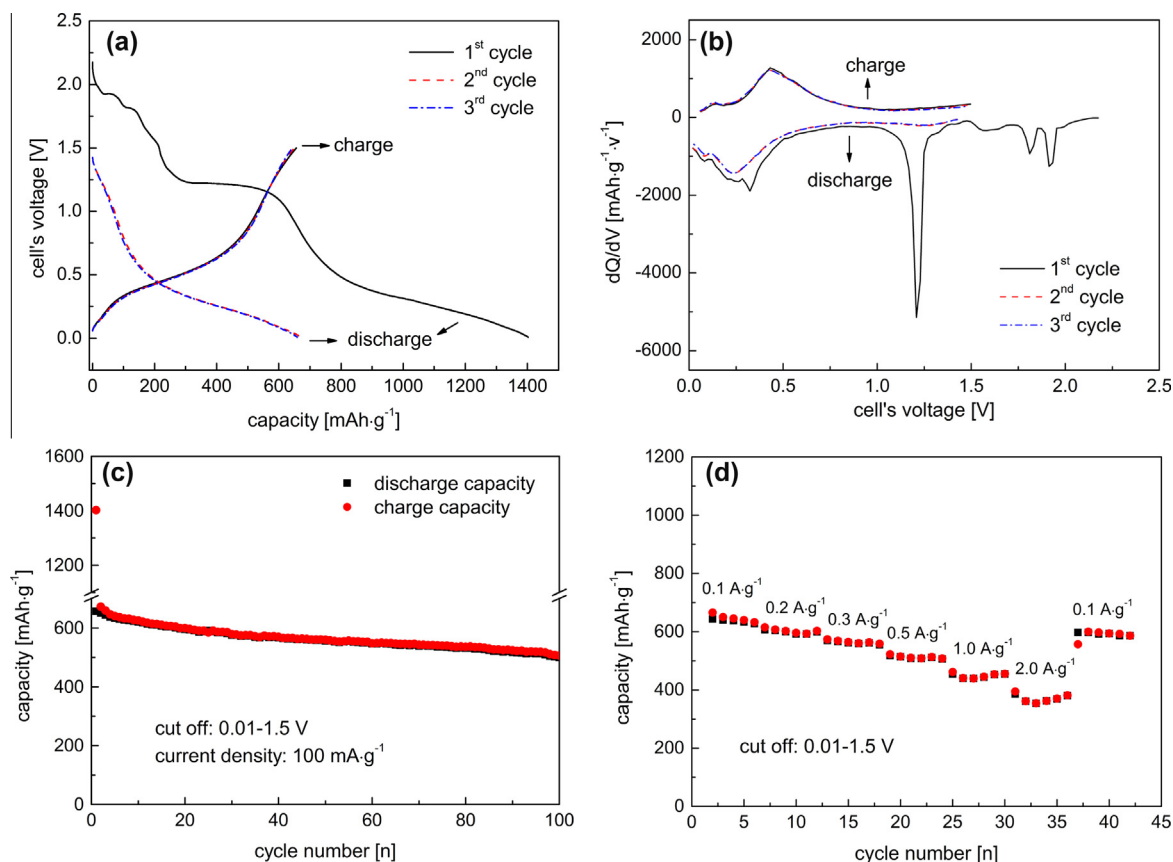 (a)
1st cycle
2nd cycle
3rd cycle
charge
discharge
cell's voltage [V]
2.5
2.0
1.5
1.0
0.5
0.0
0 200 400 600 800 1000 1200 1400
capacity [mAh·g-1]
(b)
charge
discharge
1st cycle
2nd cycle
3rd cycle
dQ/dV [mAh·g-1·v-1]
2000
0
-2000
-4000
-6000
0.0 0.5 1.0 1.5 2.0 2.5
cell's voltage [V]
(c)
discharge capacity
charge capacity
capacity [mAh·g-1]
1600
1400
1200
600
400
200
0
cut off: 0.01-1.5 V
current density: 100 mA·g-1
0 20 40 60 80 100
cycle number [n]
(d)
capacity [mAh·g-1]
1200
1000
800
600
400
200
0
0.1 A·g-1
0.2 A·g-1
0.3 A·g-1
0.5 A·g-1
1.0 A·g-1
2.0 A·g-1
0.1 A·g-1
cut off: 0.01-1.5 V
0 5 10 15 20 25 30 35 40 45
cycle number [n]